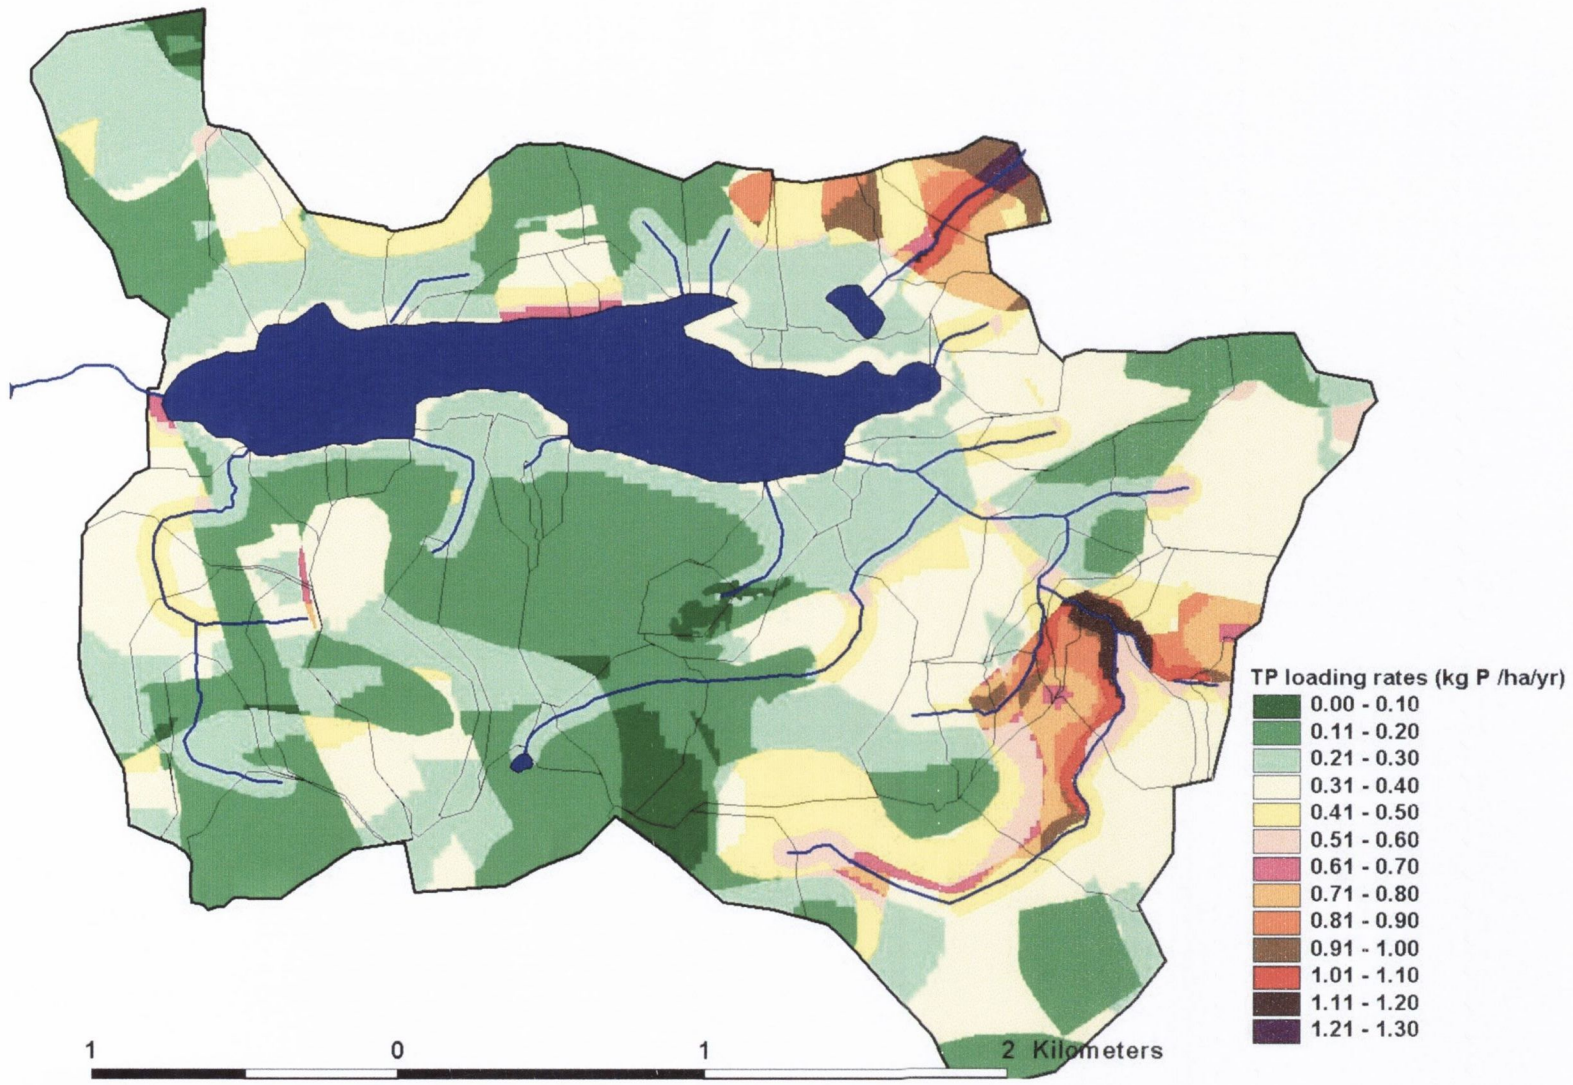 TP loading rates (kg P /ha/yr)
0.00 - 0.10
0.11 - 0.20
0.21 - 0.30
0.31 - 0.40
0.41 - 0.50
0.51 - 0.60
0.61 - 0.70
0.71 - 0.80
0.81 - 0.90
0.91 - 1.00
1.01 - 1.10
1.11 - 1.20
1.21 - 1.30
1 0 1 2 Kilometers